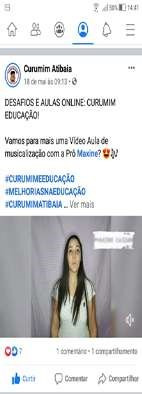 50%
14:41
Curumim Atibaia
18 de mai às 09:13
DESAFIOS E AULAS ONLINE: CURUMIM
EDUCAÇÃO!
Vamos para mais uma Vídeo Aula de
musicalização com a Prô Maxine? 😍🎶
#CURUMIMEEDUCAÇÃO
#MELHORIASNAEDUCAÇÃO
#CURUMIMATIBAIA ... Ver mais
7
1 comentário • 1 compartilhamento
Curtir
Comentar
Compartilhar